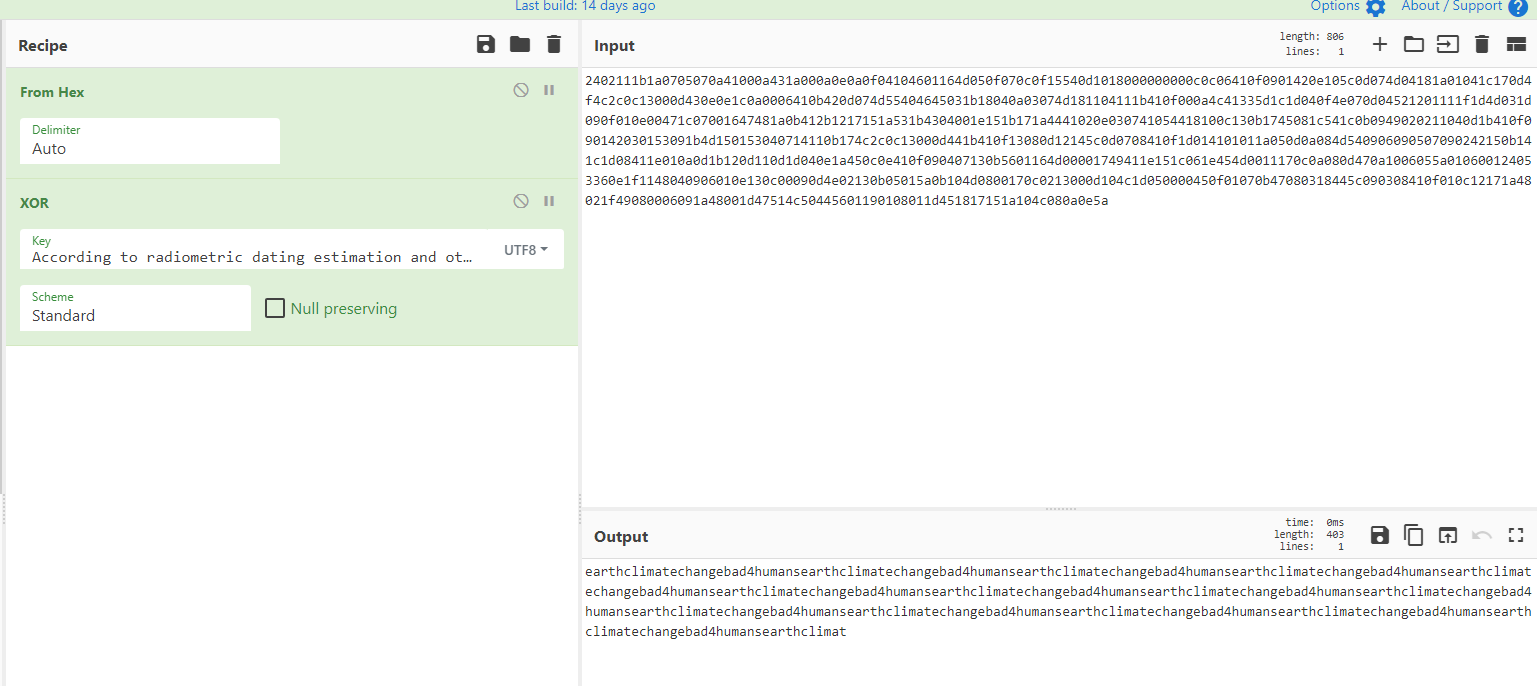 Last build: 14 days ago
Options
About / Support
Recipe
Input
length: 806
lines: 1
From Hex
Delimiter
Auto
XOR
Key
According to radiometric dating estimation and ot…
UTF8
Scheme
Standard
Null preserving
2402111b1a0705070a41000a431a000a0e0a0f04104601164d050f070c0f15540d1018000000000c0c06410f0901420e105c0d074d04181a01041c170d4
f4c2c0c13000d430e0e1c0a0006410b420d074d55404645031b18040a03074d181104111b410f000a4c41335d1c1d040f4e070d04521201111f1d4d031d
090f010e00471c07001647481a0b412b1217151a531b4304001e151b171a4441020e030741054418100c130b1745081c541c0b0949020211040d1b410f0
90142030153091b4d150153040714110b174c2c0c13000d441b410f13080d12145c0d0708410f1d014101011a050d0a084d540906090507090242150b14
1c1d08411e010a0d1b120d110d1d040e1a450c0e410f090407130b5601164d00001749411e151c061e454d0011170c0a080d470a1006055a01060012405
3360e1f1148040906010e130c00090d4e02130b05015a0b104d0800170c0213000d104c1d050000450f01070b47080318445c090308410f010c12171a48
021f49080006091a48001d47514c50445601190108011d451817151a104c080a0e5a
Output
time: 0ms
length: 403
lines: 1
earthclimatechangebad4humansearthclimatechangebad4humansearthclimatechangebad4humansearthclimatechangebad4humansearthclimat
echangebad4humansearthclimatechangebad4humansearthclimatechangebad4humansearthclimatechangebad4humansearthclimatechangebad4
humansearthclimatechangebad4humansearthclimatechangebad4humansearthclimatechangebad4humansearthclimatechangebad4humansearth
climatechangebad4humansearthclimat